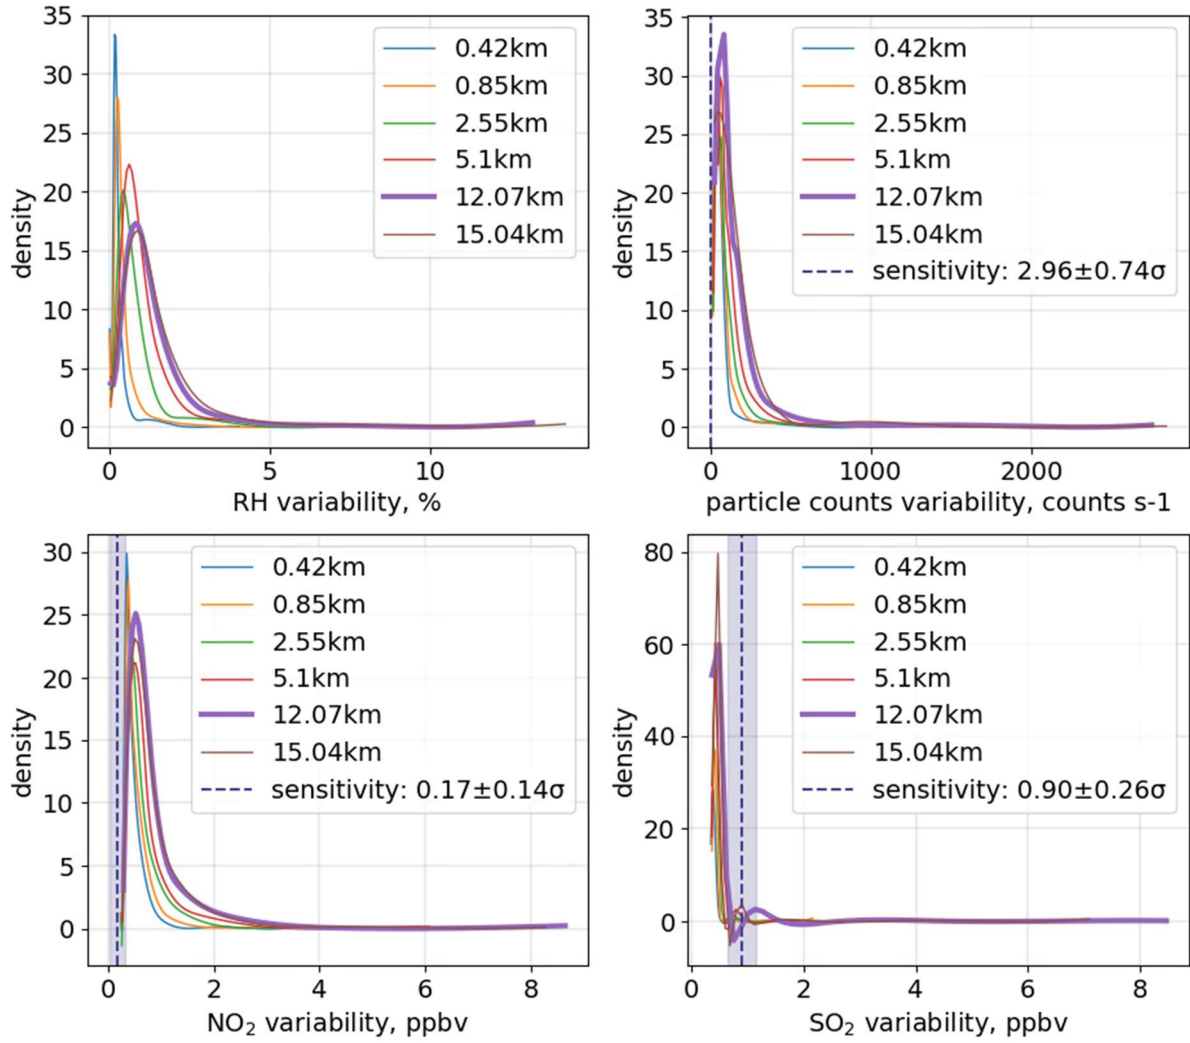 35
30
25
20
15
10
5
0
density
0 5 10
RH variability, %
0.42km
0.85km
2.55km
5.1km
12.07km
15.04km
35
30
25
20
15
10
5
0
density
0 1000 2000
particle counts variability, counts s-1
0.42km
0.85km
2.55km
5.1km
12.07km
15.04km
sensitivity: 2.96±0.74σ
30
25
20
15
10
5
0
density
0 2 4 6 8
NO₂ variability, ppbv
0.42km
0.85km
2.55km
5.1km
12.07km
15.04km
sensitivity: 0.17±0.14σ
80
60
40
20
0
density
0 2 4 6 8
SO₂ variability, ppbv
0.42km
0.85km
2.55km
5.1km
12.07km
15.04km
sensitivity: 0.90±0.26σ